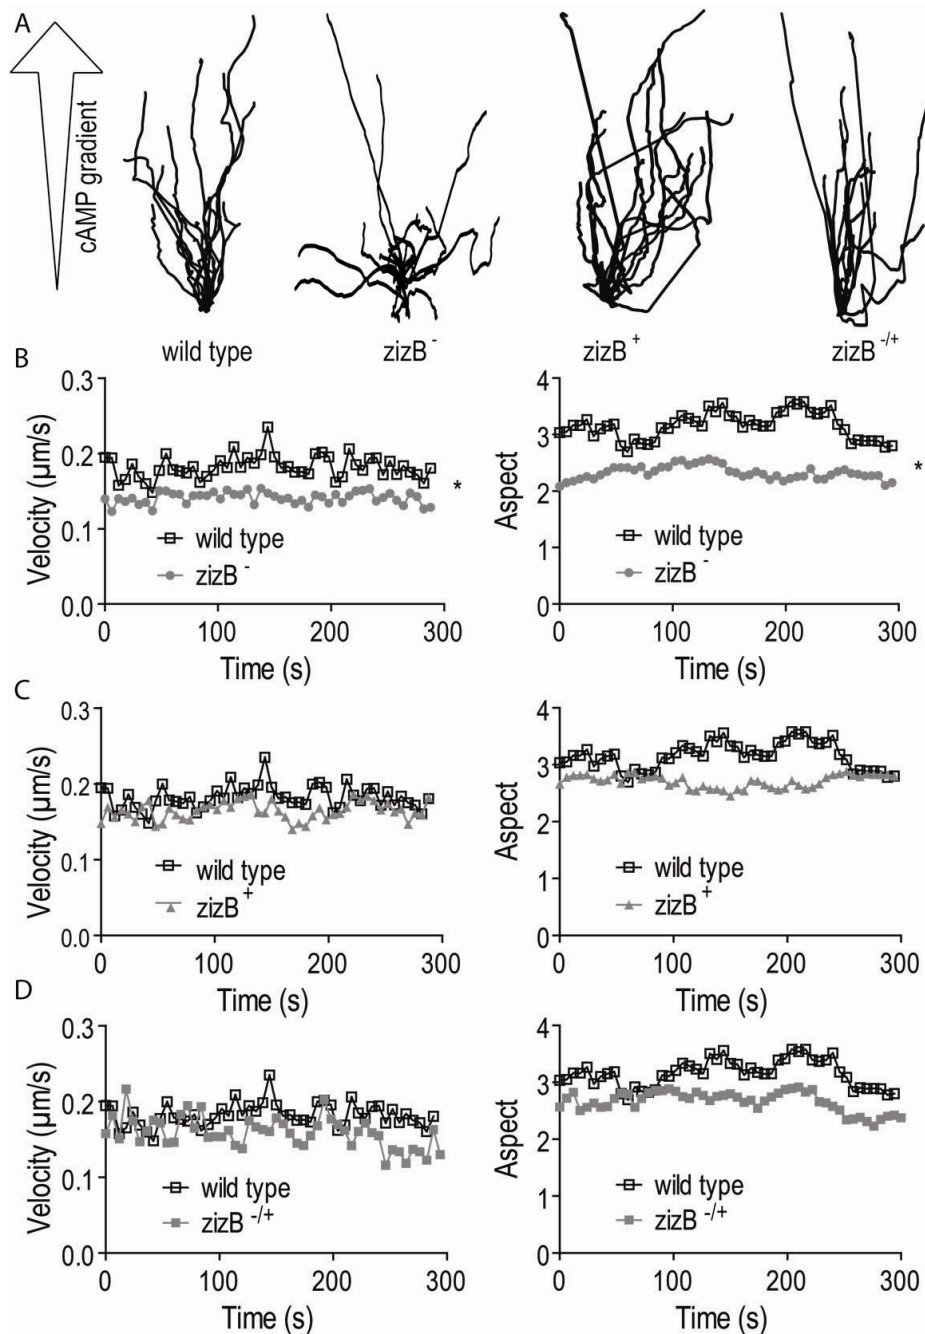 A
cAMP gradient
wild type
zizB -
zizB +
zizB -/+
B
0.3
0.2
0.1
0.0
Velocity (µm/s)
wild type
zizB -
*
0
100
200
300
Time (s)
4
3
2
1
0
Aspect
wild type
zizB -
*
0
100
200
300
Time (s)
C
0.3
0.2
0.1
0.0
Velocity (µm/s)
wild type
zizB +
0
100
200
300
Time (s)
4
3
2
1
0
Aspect
wild type
zizB +
0
100
200
300
Time (s)
D
0.3
0.2
0.1
0.0
Velocity (µm/s)
wild type
zizB -/+
0
100
200
300
Time (s)
4
3
2
1
0
Aspect
wild type
zizB -/+
0
100
200
300
Time (s)